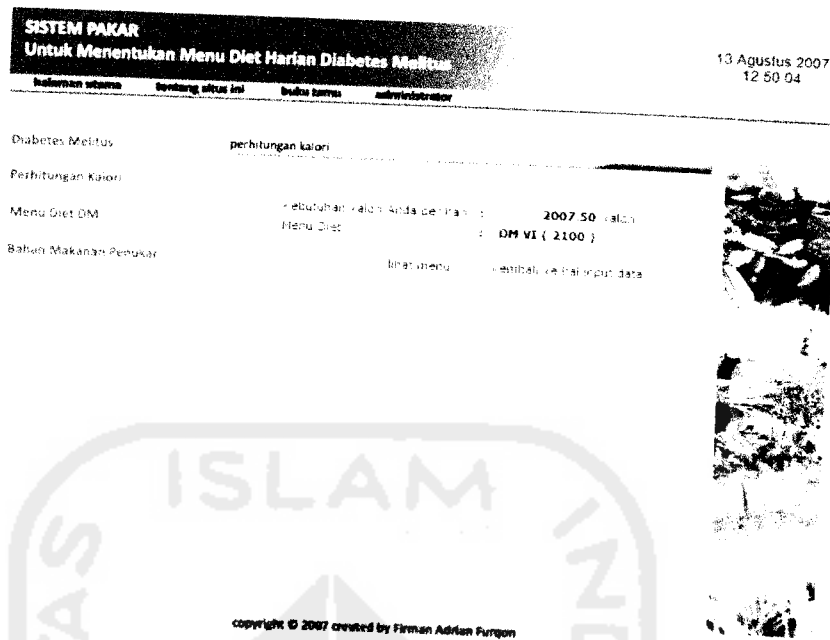 SISTEM PAKAR
Untuk Menentukan Menu Diet Harian Diabetes Melitus
13 Agustus 2007
12 50 04
halaman utama tentang situs ini buku tamu administrator
Diabetes Melitus
Perhitungan Kalori
Menu Diet DM
Bahan Makanan Penukar
perhitungan kalori
kebutuhan kalori Anda per hari : 2007.50 kalori
Menu Diet : DM VI ( 2100 )
lihat menu kembali ke hal input data
ISLAM
copyright © 2007 created by Firman Adrian Furqon